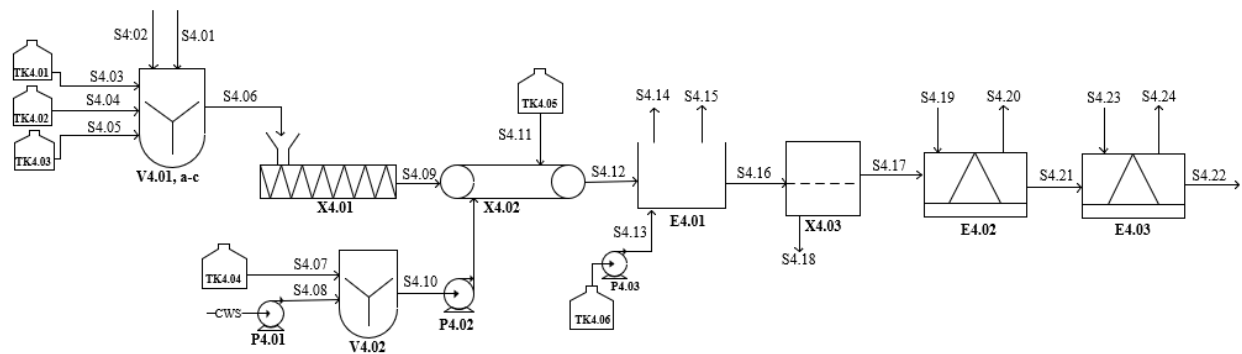 S4:02
S4.01
TK4.01
S4.03
TK4.02
S4.04
TK4.03
S4.05
V4.01, a-c
S4.06
X4.01
S4.09
TK4.05
S4.11
X4.02
S4.12
S4.14
S4.15
E4.01
S4.13
P4.03
TK4.06
S4.16
X4.03
S4.18
S4.17
S4.19
S4.20
E4.02
S4.21
S4.23
S4.24
E4.03
S4.22
TK4.04
S4.07
CWS
S4.08
P4.01
V4.02
S4.10
P4.02